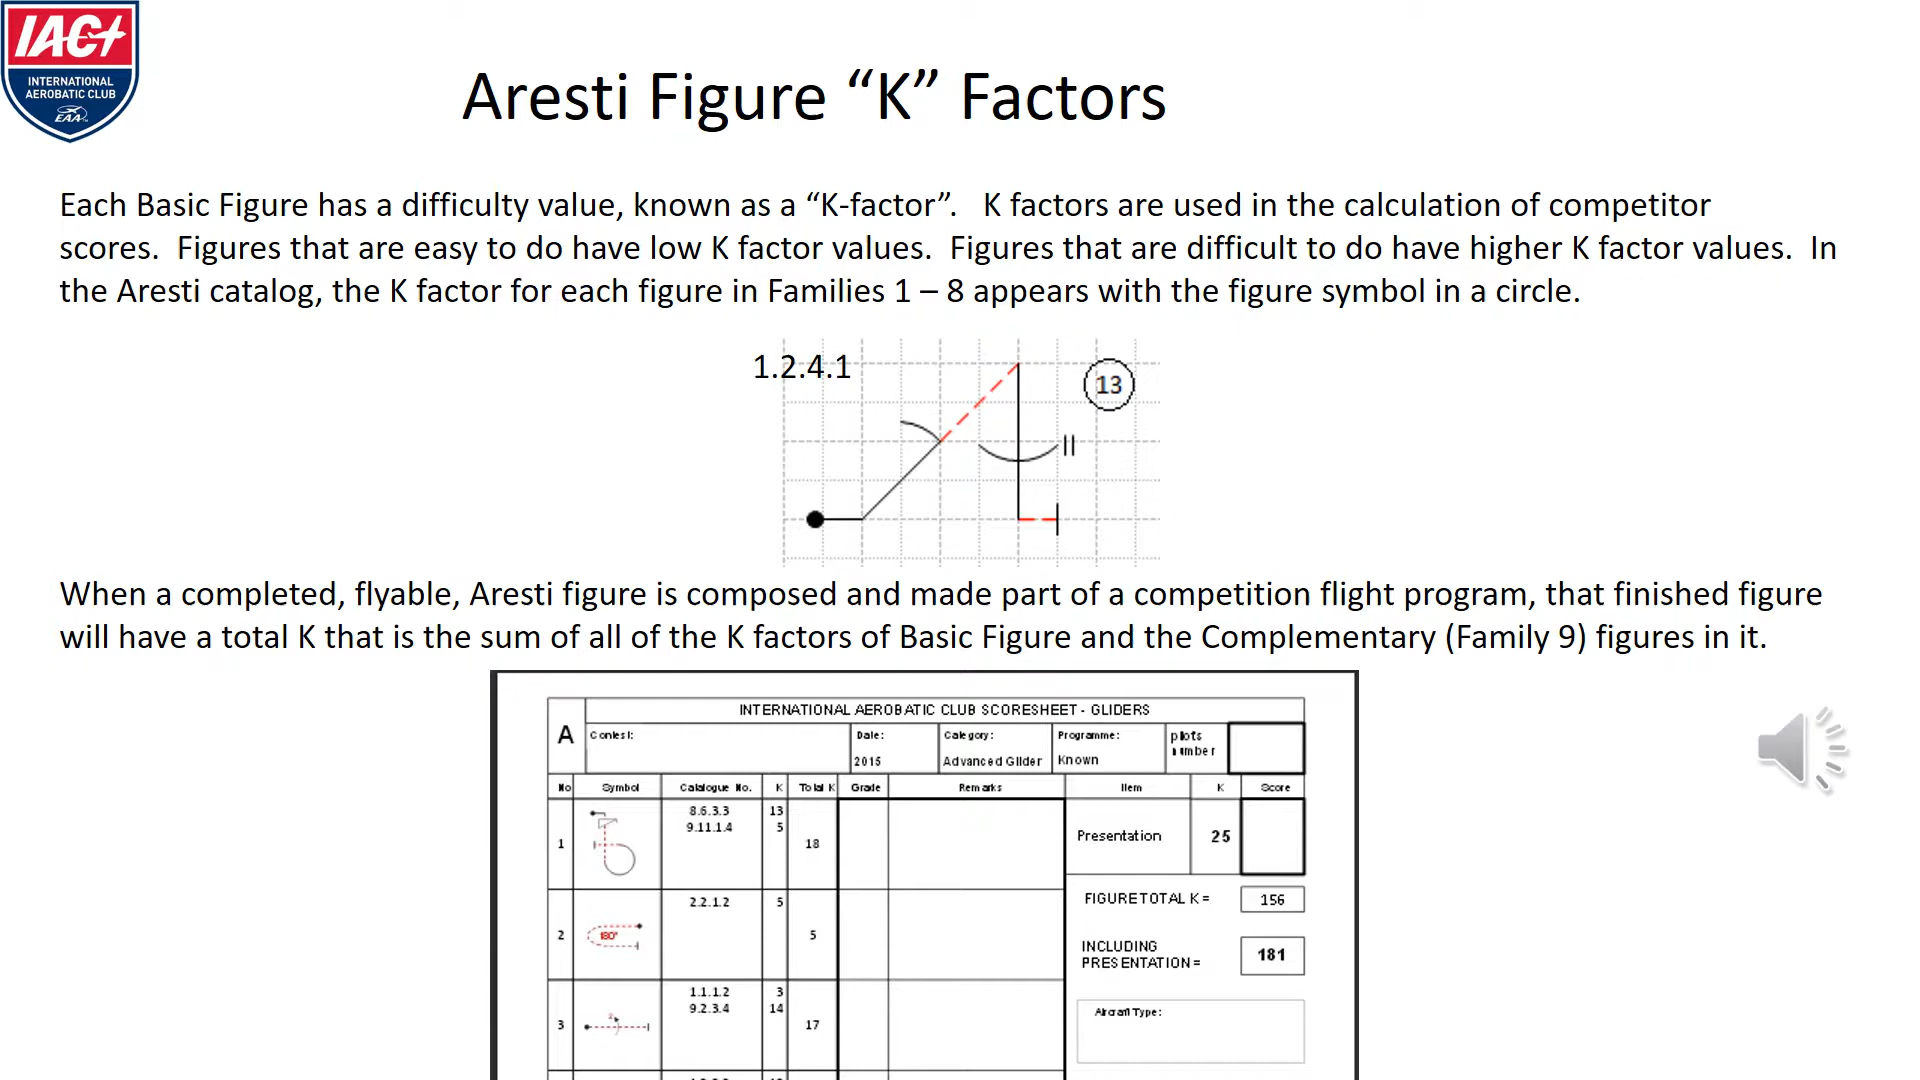 IAC
INTERNATIONAL
AEROBATIC CLUB
EAA
Aresti Figure “K” Factors
Each Basic Figure has a difficulty value, known as a “K-factor”. K factors are used in the calculation of competitor
scores. Figures that are easy to do have low K factor values. Figures that are difficult to do have higher K factor values. In
the Aresti catalog, the K factor for each figure in Families 1 – 8 appears with the figure symbol in a circle.
1.2.4.1
13
When a completed, flyable, Aresti figure is composed and made part of a competition flight program, that finished figure
will have a total K that is the sum of all of the K factors of Basic Figure and the Complementary (Family 9) figures in it.
INTERNATIONAL AEROBATIC CLUB SCORESHEET - GLIDERS
A Contest: Date: Category: Programme: pilots
number
2015 Advanced Glider Known
No Symbol Catalogue No. K Total K Grade Remarks Item K Score
8.6.3.3 13
9.11.1.4 5
1 18 Presentation 25
2.2.1.2 5 FIGURE TOTAL K = 156
2 180° 5
INCLUDING
PRESENTATION = 181
1.1.1.2 3
9.2.3.4 14 Aircraft Type:
3 2 17